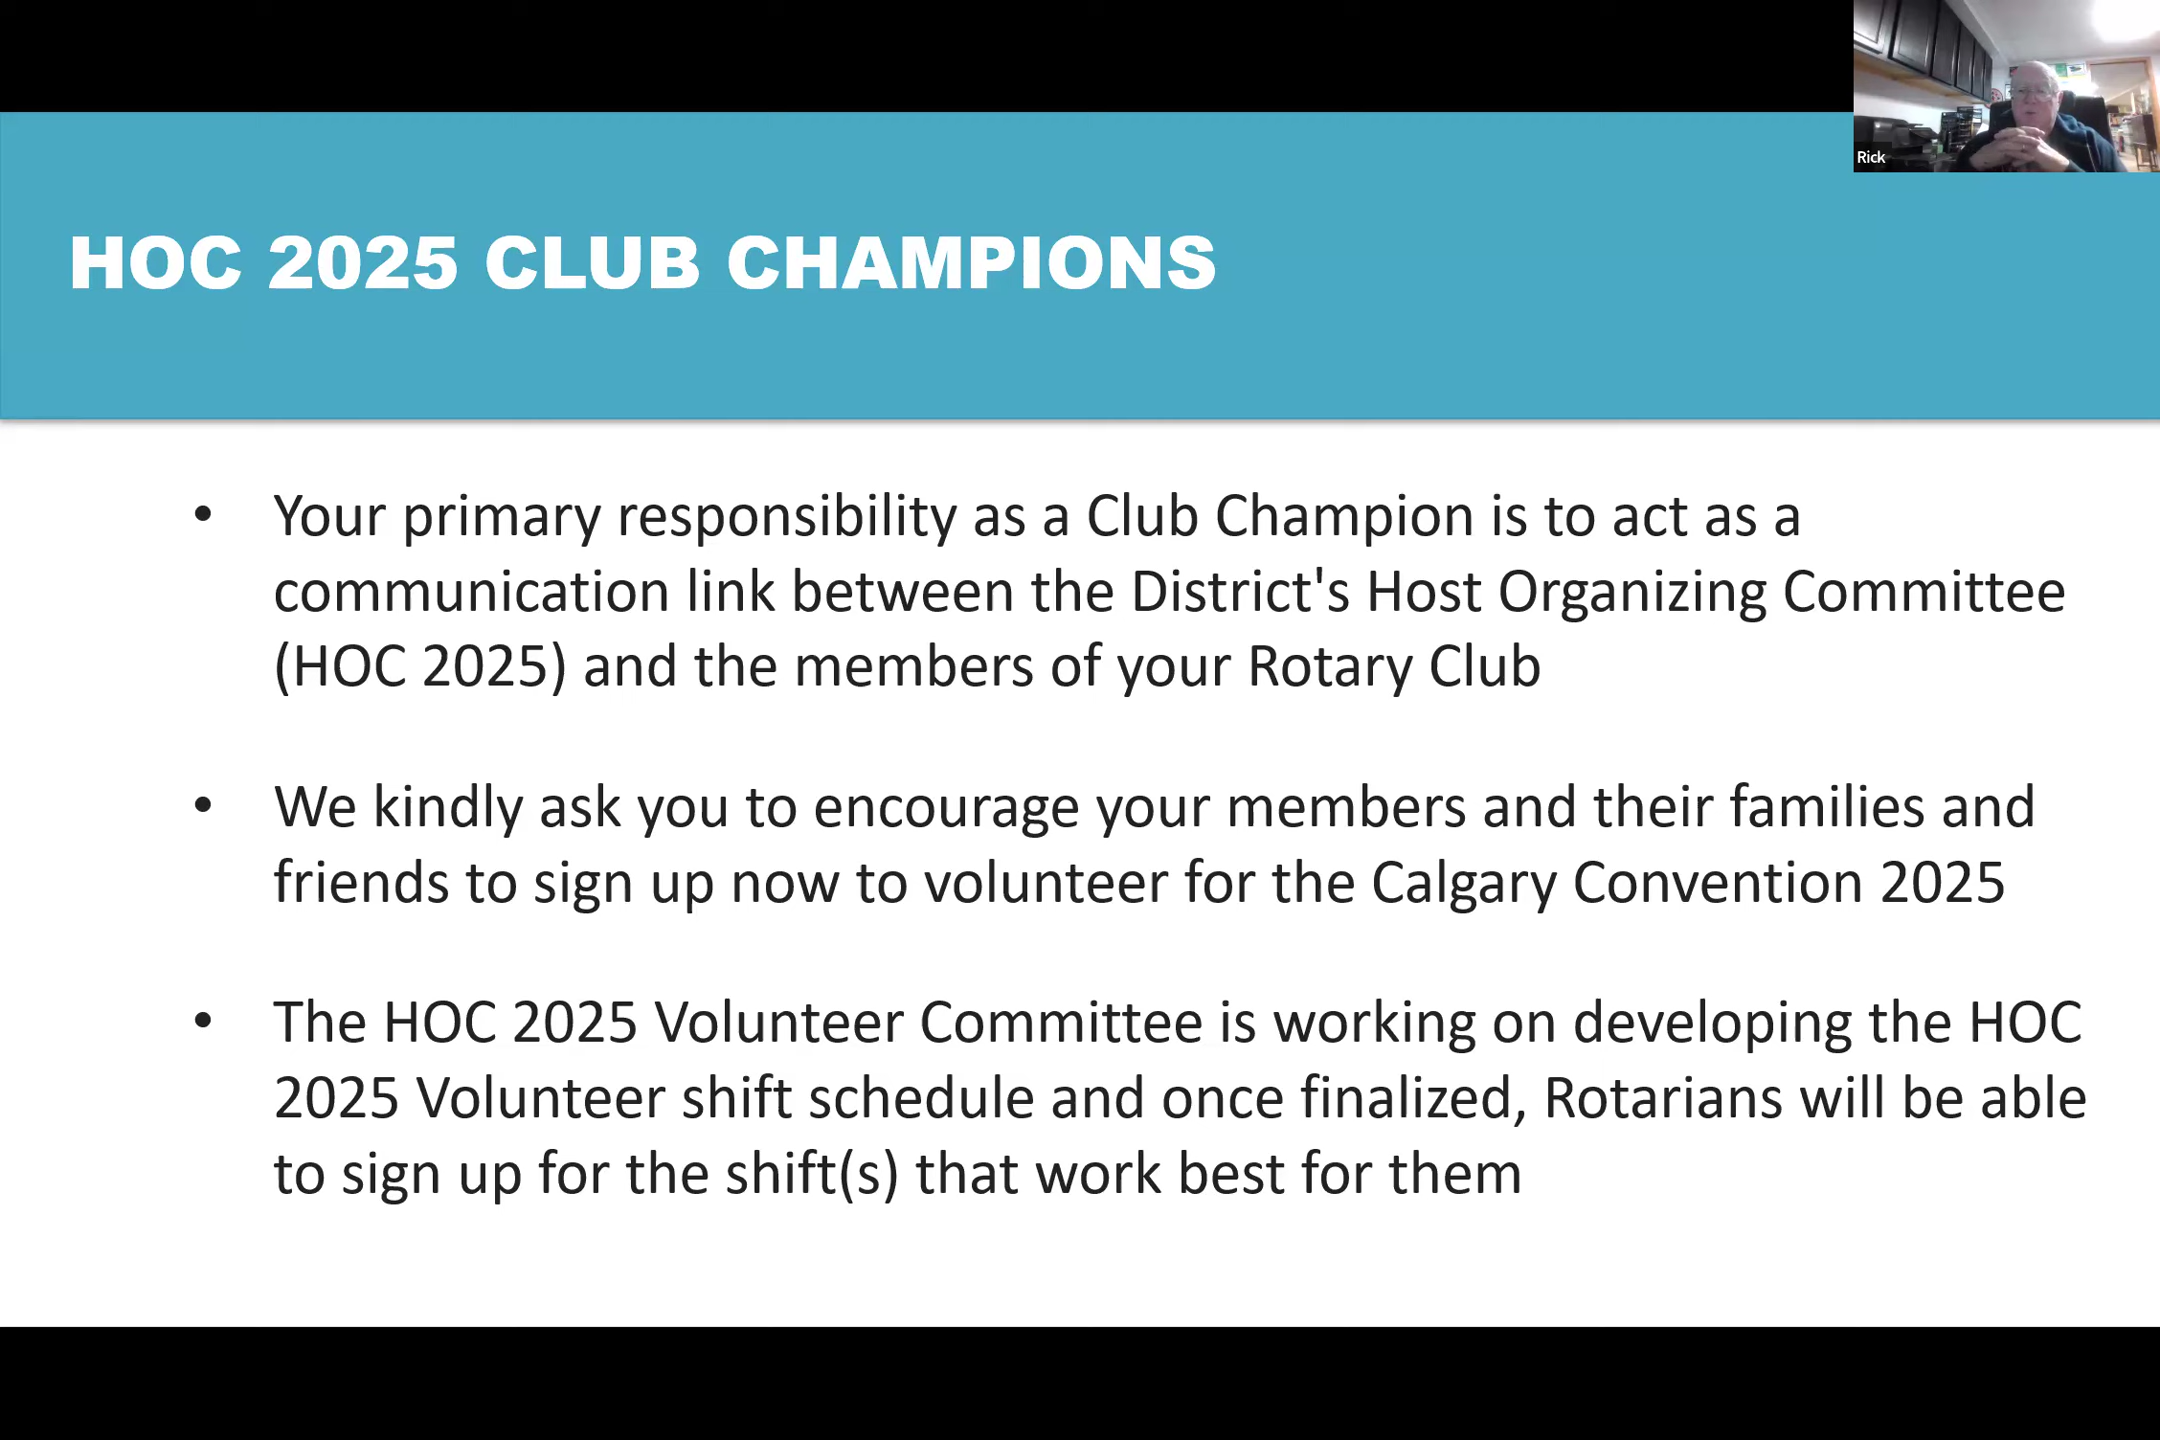 Rick
HOC 2025 CLUB CHAMPIONS
• Your primary responsibility as a Club Champion is to act as a
communication link between the District's Host Organizing Committee
(HOC 2025) and the members of your Rotary Club
• We kindly ask you to encourage your members and their families and
friends to sign up now to volunteer for the Calgary Convention 2025
• The HOC 2025 Volunteer Committee is working on developing the HOC
2025 Volunteer shift schedule and once finalized, Rotarians will be able
to sign up for the shift(s) that work best for them